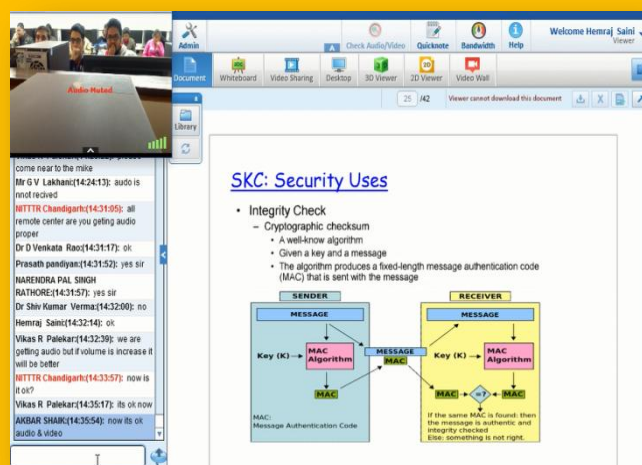 Audio Muted
Admin
Check Audio/Video
Quicknote
Bandwidth
Help
Welcome Hemraj Saini
Viewer
Document
Whiteboard
Video Sharing
Desktop
3D Viewer
2D Viewer
Video Wall
25 /42
Viewer cannot download this document
Library
come near to the mike
Mr G V Lakhani:(14:24:13): audo is
nnot recived
NITTTR Chandigarh:(14:31:05): all
remote center are you geting audio
proper
Dr D Venkata Rao:(14:31:17): ok
Prasath pandiyan:(14:31:52): yes sir
NARENDRA PAL SINGH
RATHORE:(14:31:57): yes sir
Dr Shiv Kumar Verma:(14:32:00): no
Hemraj Saini:(14:32:14): ok
Vikas R Palekar:(14:32:39): we are
getting audio but if volume is increase it
will be better
NITTTR Chandigarh:(14:33:57): now is
it ok?
Vikas R Palekar:(14:35:17): its ok now
AKBAR SHAIK:(14:35:54): now its ok
audio & video
SKC: Security Uses
• Integrity Check
– Cryptographic checksum
• A well-know algorithm
• Given a key and a message
• The algorithm produces a fixed-length message authentication code
(MAC) that is sent with the message
SENDER
MESSAGE
Key (K)
MAC
Algorithm
MAC
MAC:
Message Authentication Code
MESSAGE
MAC
RECEIVER
MESSAGE
Key (K)
MAC
Algorithm
MAC
=?
MAC
If the same MAC is found: then
the message is authentic and
integrity checked
Else: something is not right.